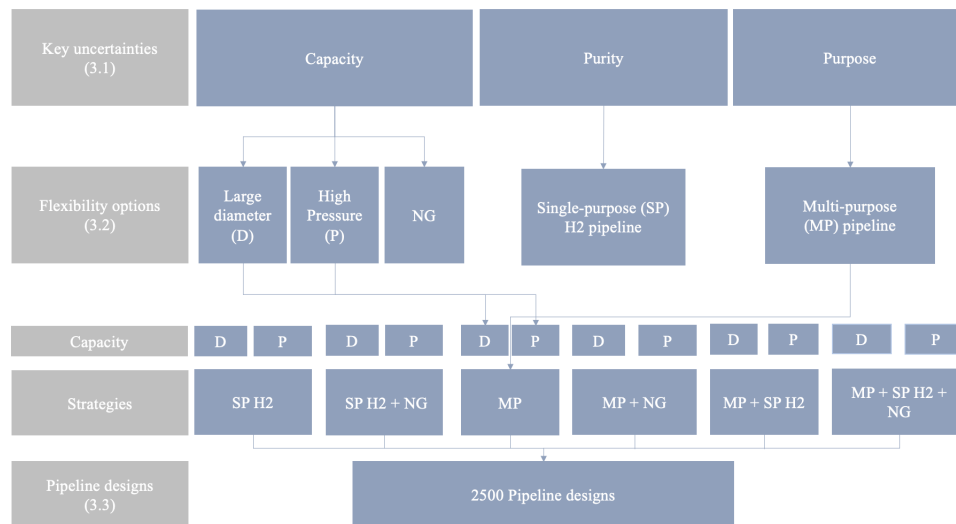 Key uncertainties
(3.1)
Capacity
Purity
Purpose
Flexibility options
(3.2)
Large
diameter
(D)
High
Pressure
(P)
NG
Single-purpose (SP)
H2 pipeline
Multi-purpose
(MP) pipeline
Capacity
D
P
D
P
D
P
D
P
D
P
D
P
Strategies
SP H2
SP H2 + NG
MP
MP + NG
MP + SP H2
MP + SP H2 +
NG
Pipeline designs
(3.3)
2500 Pipeline designs